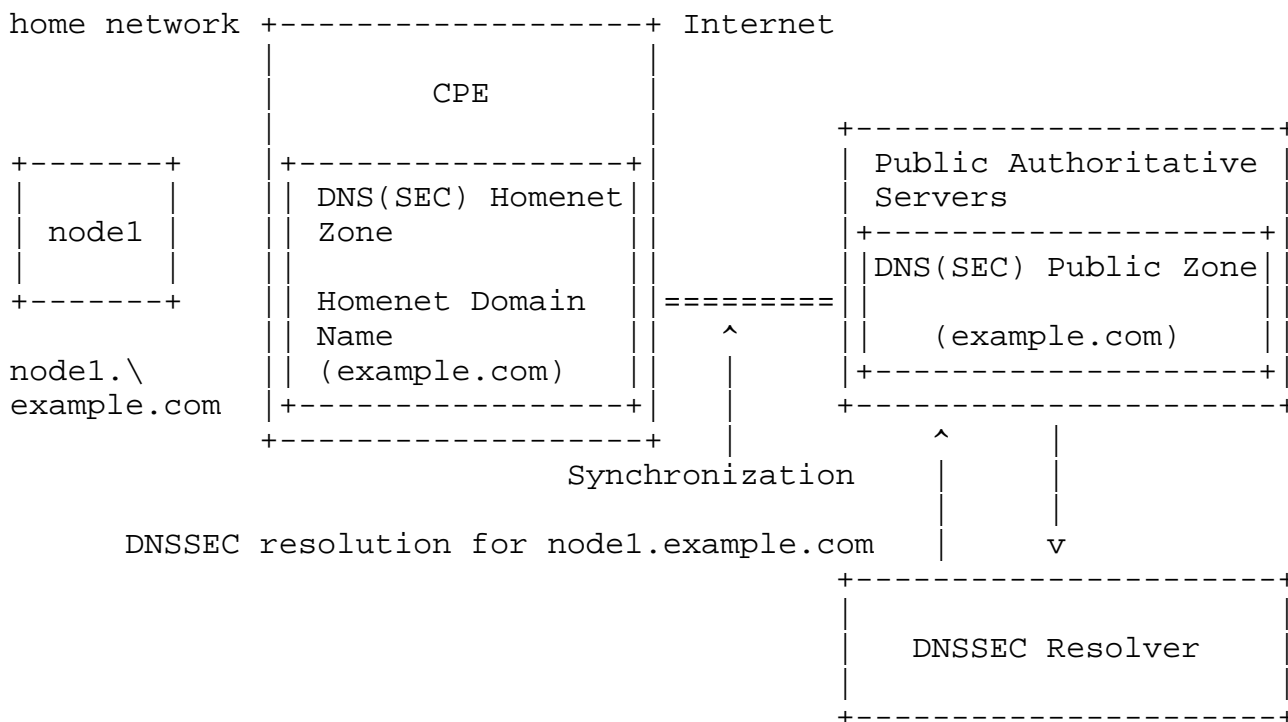 home network +-------------------+ Internet
             |                   |
             |        CPE        |
             |                   |         +----------------------+
+-------+    |+-----------------+|         | Public Authoritative |
|       |    || DNS(SEC) Homenet||         | Servers              |
| node1 |    || Zone            ||         |+--------------------+|
|       |    ||                 ||         ||DNS(SEC) Public Zone||
+-------+    || Homenet Domain  ||=========||                    ||
             || Name            ||   ^     ||   (example.com)    ||
node1.\      || (example.com)   ||   |     |+--------------------+|
example.com  |+-----------------+|   |     +----------------------+
             +-------------------+   |             ^     |
                             Synchronization       |     |
                                                   |     |
      DNSSEC resolution for node1.example.com      |     v
                                           +----------------------+
                                           |                      |
                                           |   DNSSEC Resolver    |
                                           |                      |
                                           +----------------------+